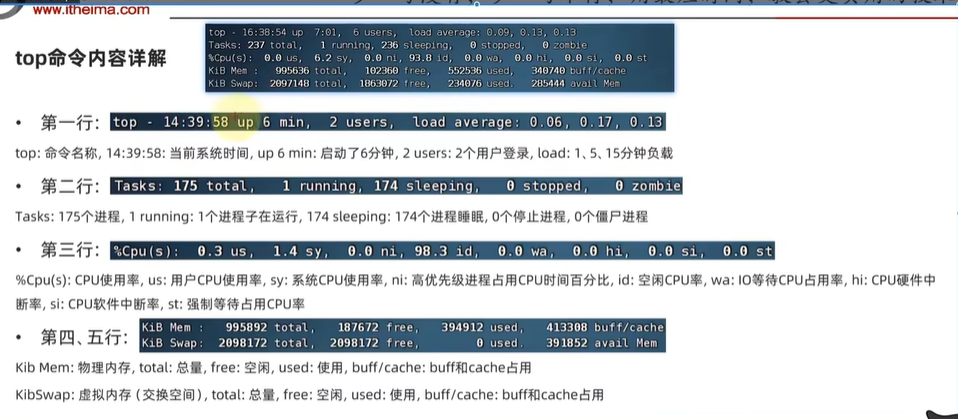 www.itheima.com
top - 16:38:54 up  7:01,  6 users,  load average: 0.09, 0.13, 0.13
Tasks: 237 total,   1 running, 236 sleeping,   0 stopped,   0 zombie
%Cpu(s):  0.0 us,  6.2 sy,  0.0 ni, 93.8 id,  0.0 wa,  0.0 hi,  0.0 si,  0.0 st
KiB Mem :   995636 total,   102360 free,   552536 used,   340740 buff/cache
KiB Swap:  2097148 total,  1863072 free,   234076 used.   285444 avail Mem
top命令内容详解
• 第一行: top - 14:39:58 up 6 min,  2 users,  load average: 0.06, 0.17, 0.13
top: 命令名称, 14:39:58: 当前系统时间, up 6 min: 启动了6分钟, 2 users: 2个用户登录, load: 1、5、15分钟负载
• 第二行: Tasks: 175 total,   1 running, 174 sleeping,   0 stopped,   0 zombie
Tasks: 175个进程, 1 running: 1个进程子在运行, 174 sleeping: 174个进程睡眠, 0个停止进程, 0个僵尸进程
• 第三行: %Cpu(s):  0.3 us,  1.4 sy,  0.0 ni, 98.3 id,  0.0 wa,  0.0 hi,  0.0 si,  0.0 st
%Cpu(s): CPU使用率, us: 用户CPU使用率, sy: 系统CPU使用率, ni: 高优先级进程占用CPU时间百分比, id: 空闲CPU率, wa: IO等待CPU占用率, hi: CPU硬件中
断率, si: CPU软件中断率, st: 强制等待占用CPU率
• 第四、五行: KiB Mem :   995892 total,   187672 free,   394912 used,   413308 buff/cache
KiB Swap:  2098172 total,  2098172 free,        0 used.   391852 avail Mem
Kib Mem: 物理内存, total: 总量, free: 空闲, used: 使用, buff/cache: buff和cache占用
KibSwap: 虚拟内存（交换空间）, total: 总量, free: 空闲, used: 使用, buff/cache: buff和cache占用